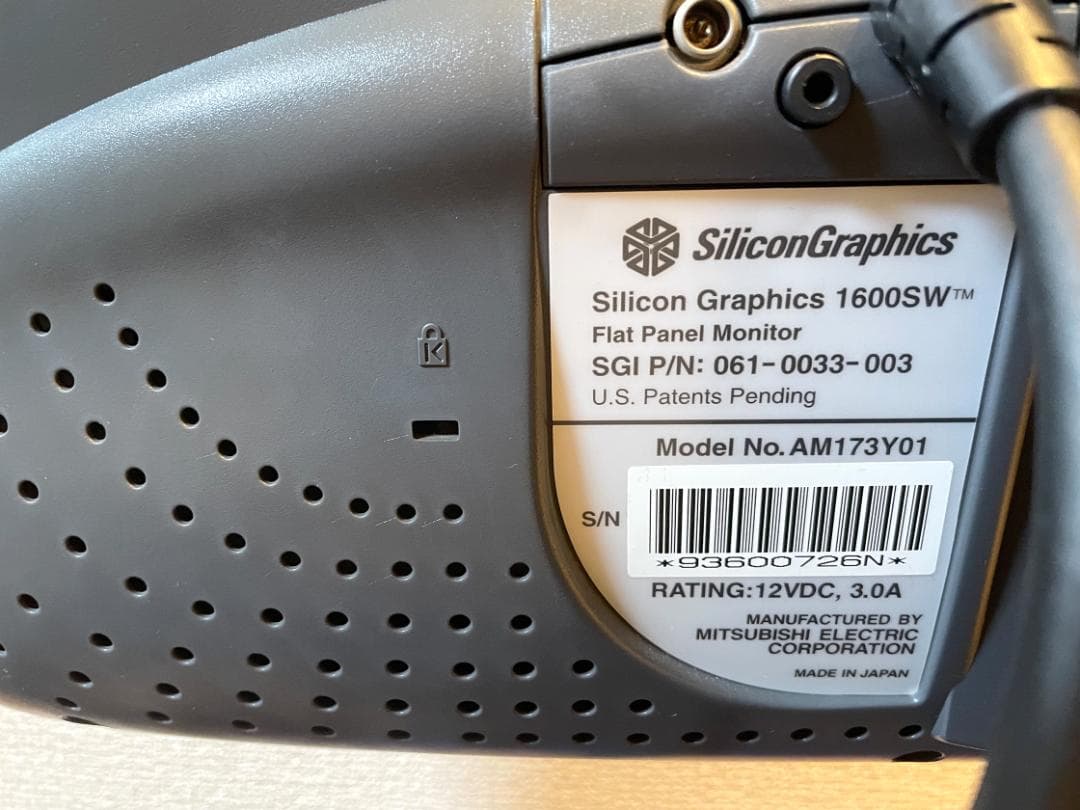 SiliconGraphics
Silicon Graphics 1600SW™
Flat Panel Monitor
SGI P/N: 061-0033-003
U.S. Patents Pending
Model No. AM173Y01
S/N
*93600726N*
RATING:12VDC, 3.0A
MANUFACTURED BY
MITSUBISHI ELECTRIC
CORPORATION
MADE IN JAPAN
K